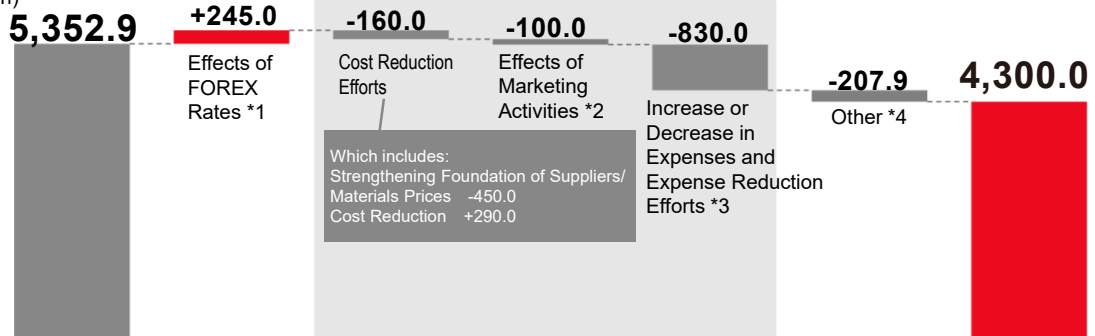 5,352.9
+245.0
Effects of
FOREX
Rates *1
-160.0
Cost Reduction
Efforts
Which includes:
Strengthening Foundation of Suppliers/
Materials Prices -450.0
Cost Reduction +290.0
-100.0
Effects of
Marketing
Activities *2
-830.0
Increase or
Decrease in
Expenses and
Expense Reduction
Efforts *3
-207.9
Other *4
4,300.0